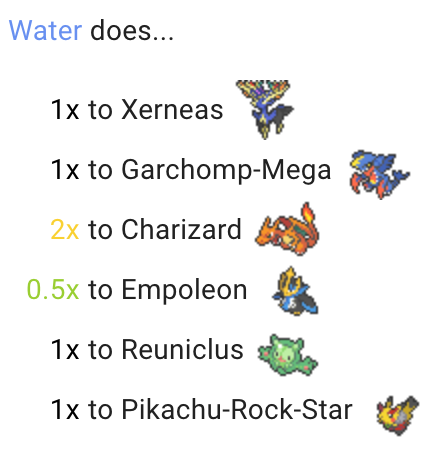 Water does...
1x to Xerneas
1x to Garchomp-Mega
2x to Charizard
0.5x to Empoleon
1x to Reuniclus
1x to Pikachu-Rock-Star